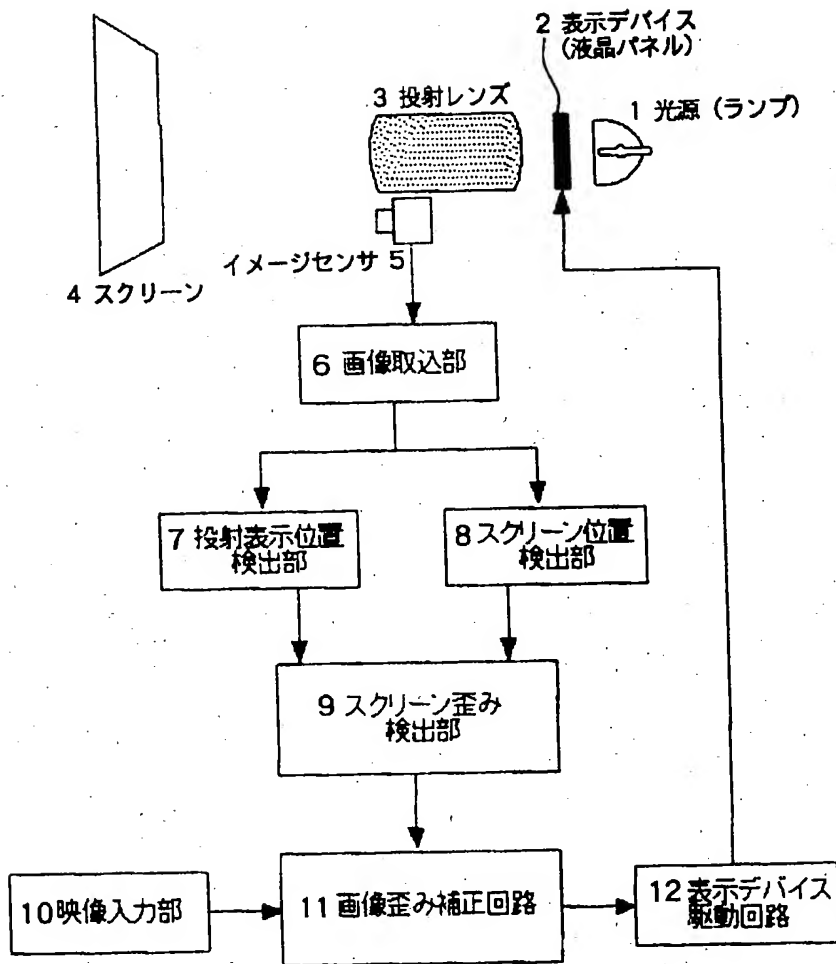 2 表示デバイス
(液晶パネル)
3 投射レンズ
1 光源 (ランプ)
イメージセンサ 5
4 スクリーン
6 画像取込部
7 投射表示位置
検出部
8 スクリーン位置
検出部
9 スクリーン歪み
検出部
10 映像入力部
11 画像歪み補正回路
12 表示デバイス
駆動回路